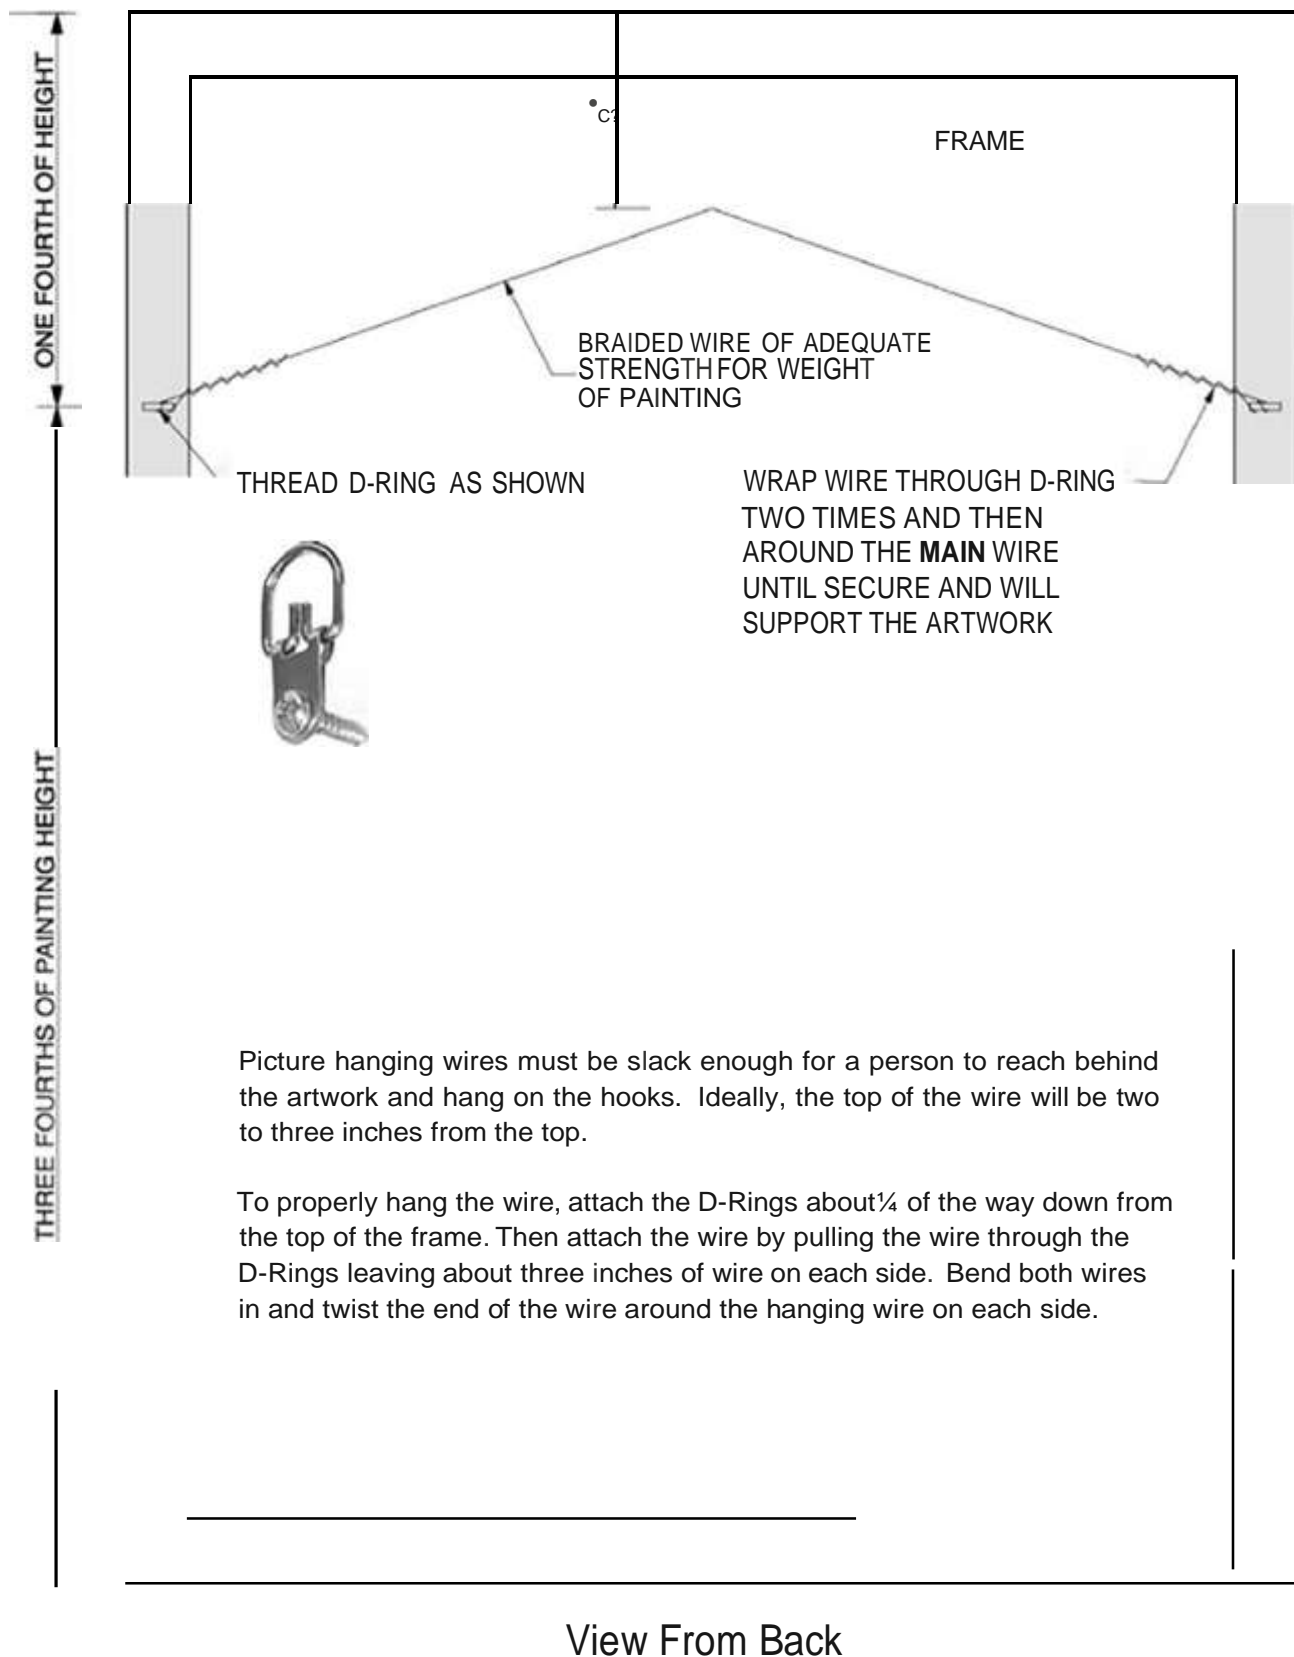 ONE FOURTH OF HEIGHT
FRAME
BRAIDED WIRE OF ADEQUATE
STRENGTH FOR WEIGHT
OF PAINTING
THREAD D-RING AS SHOWN
WRAP WIRE THROUGH D-RING
TWO TIMES AND THEN
AROUND THE MAIN WIRE
UNTIL SECURE AND WILL
SUPPORT THE ARTWORK
THREE FOURTHS OF PAINTING HEIGHT
Picture hanging wires must be slack enough for a person to reach behind
the artwork and hang on the hooks. Ideally, the top of the wire will be two
to three inches from the top.
To properly hang the wire, attach the D-Rings about¼ of the way down from
the top of the frame. Then attach the wire by pulling the wire through the
D-Rings leaving about three inches of wire on each side. Bend both wires
in and twist the end of the wire around the hanging wire on each side.
View From Back